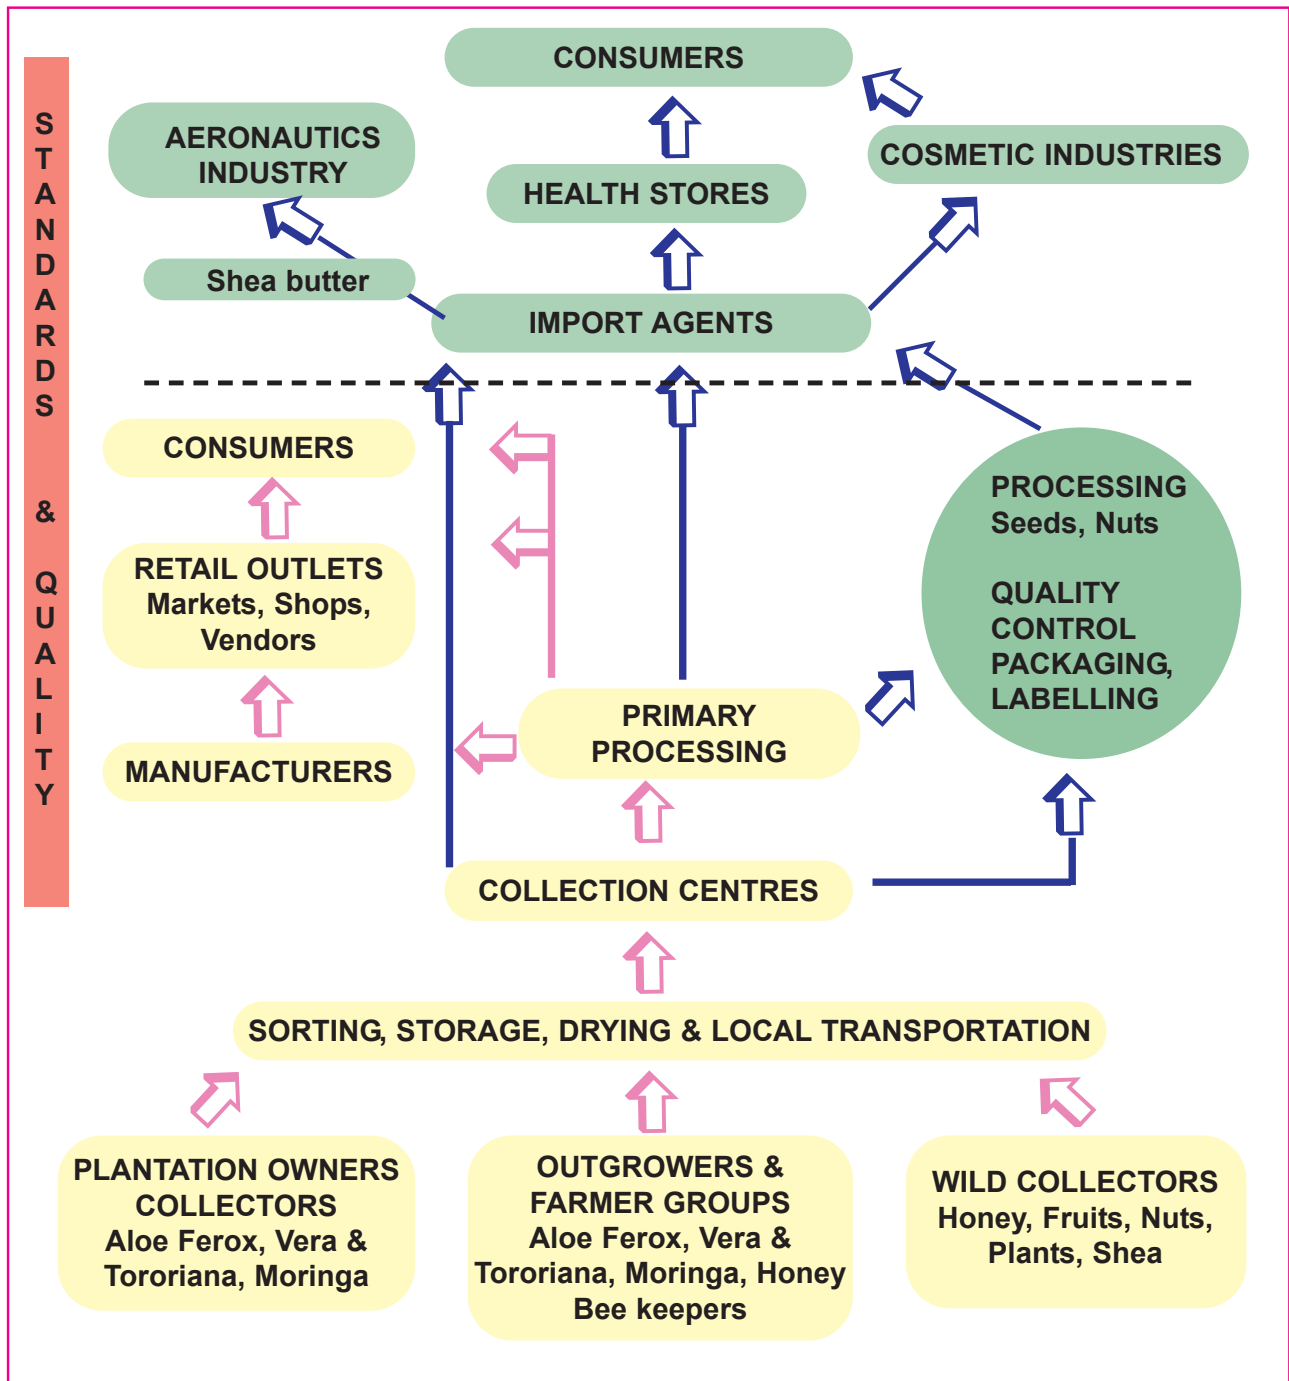 STANDARDS & QUALITY
CONSUMERS
AERONAUTICS
INDUSTRY
COSMETIC INDUSTRIES
HEALTH STORES
Shea butter
IMPORT AGENTS
CONSUMERS
RETAIL OUTLETS
Markets, Shops,
Vendors
MANUFACTURERS
PROCESSING
Seeds, Nuts
QUALITY
CONTROL
PACKAGING,
LABELLING
PRIMARY
PROCESSING
COLLECTION CENTRES
SORTING, STORAGE, DRYING & LOCAL TRANSPORTATION
PLANTATION OWNERS
COLLECTORS
Aloe Ferox, Vera &
Tororiana, Moringa
OUTGROWERS &
FARMER GROUPS
Aloe Ferox, Vera &
Tororiana, Moringa, Honey
Bee keepers
WILD COLLECTORS
Honey, Fruits, Nuts,
Plants, Shea